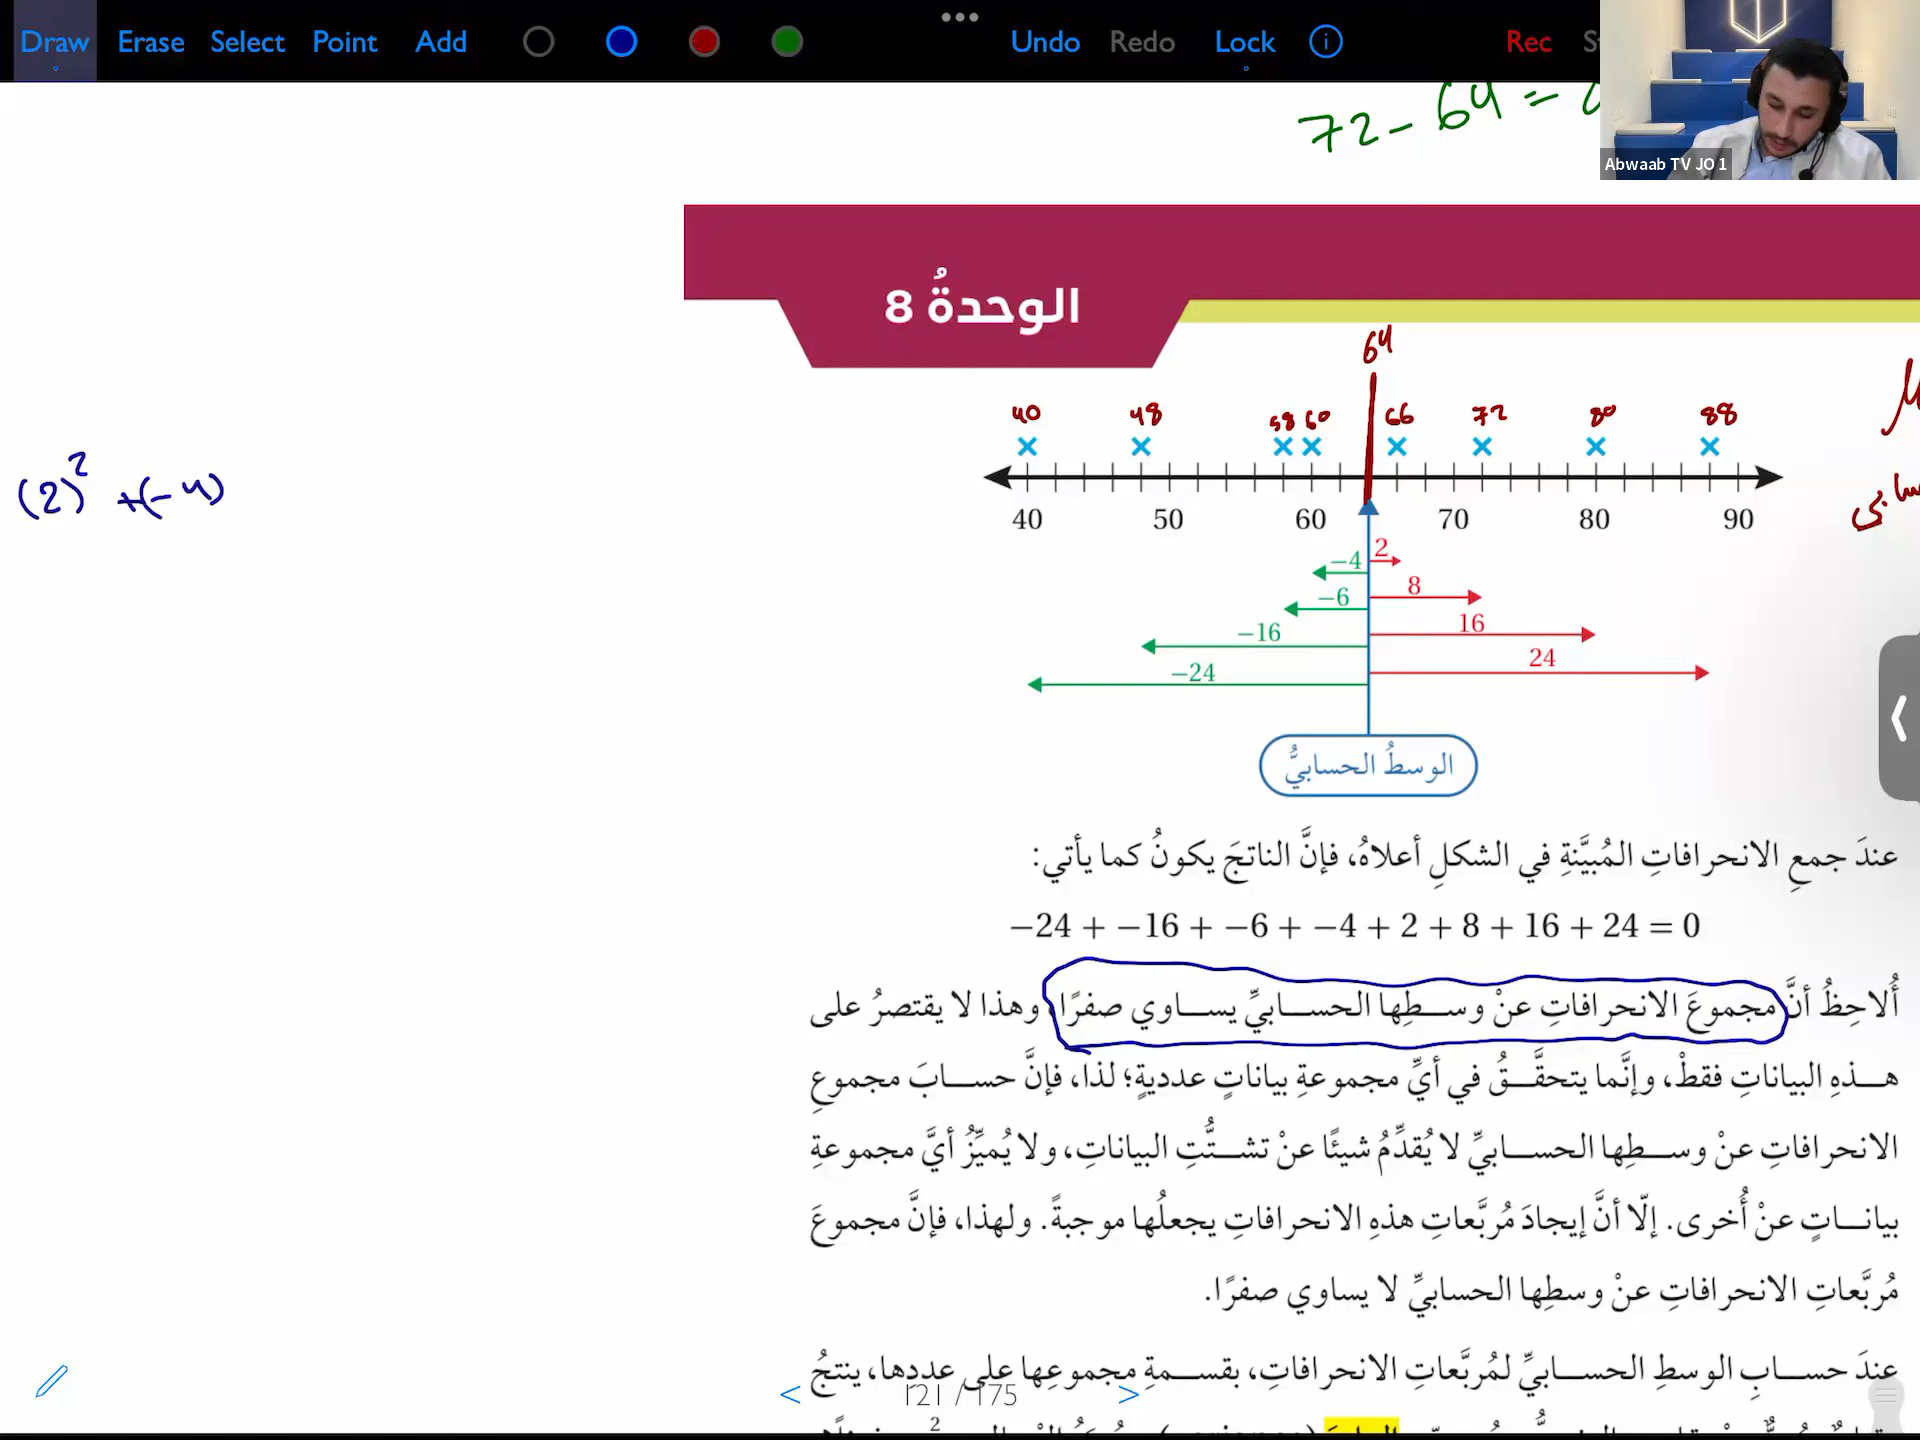 Draw Erase Select Point Add Undo Redo Lock Rec
Abwaab TV JO 1
72 - 64 =
الوحدةُ 8
64
40 48 58 60 66 72 80 88
(2)² + (-4)
40 50 60 70 80 90
2
−4
8
−6
16
−16
24
−24
الوسطُ الحسابيُّ
عندَ جمعِ الانحرافاتِ المُبيَّنةِ في الشكلِ أعلاهُ، فإنَّ الناتجَ يكونُ كما يأتي:
−24 + −16 + −6 + −4 + 2 + 8 + 16 + 24 = 0
أُلاحِظُ أنَّ مجموعَ الانحرافاتِ عنْ وسطِها الحسابيِّ يساوي صفرًا وهذا لا يقتصرُ على
هذهِ البياناتِ فقطْ، وإنَّما يتحقَّقُ في أيِّ مجموعةِ بياناتٍ عدديةٍ؛ لذا، فإنَّ حسابَ مجموعِ
الانحرافاتِ عنْ وسطِها الحسابيِّ لا يُقدِّمُ شيئًا عنْ تشتُّتِ البياناتِ، ولا يُميِّزُ أيَّ مجموعةِ
بياناتٍ عنْ أُخرى. إلّا أنَّ إيجادَ مُربَّعاتِ هذهِ الانحرافاتِ يجعلُها موجبةً. ولهذا، فإنَّ مجموعَ
مُربَّعاتِ الانحرافاتِ عنْ وسطِها الحسابيِّ لا يساوي صفرًا.
عندَ حسابِ الوسطِ الحسابيِّ لمُربَّعاتِ الانحرافاتِ، بقسمةِ مجموعِها على عددِها، ينتجُ
< 121 / 175 >